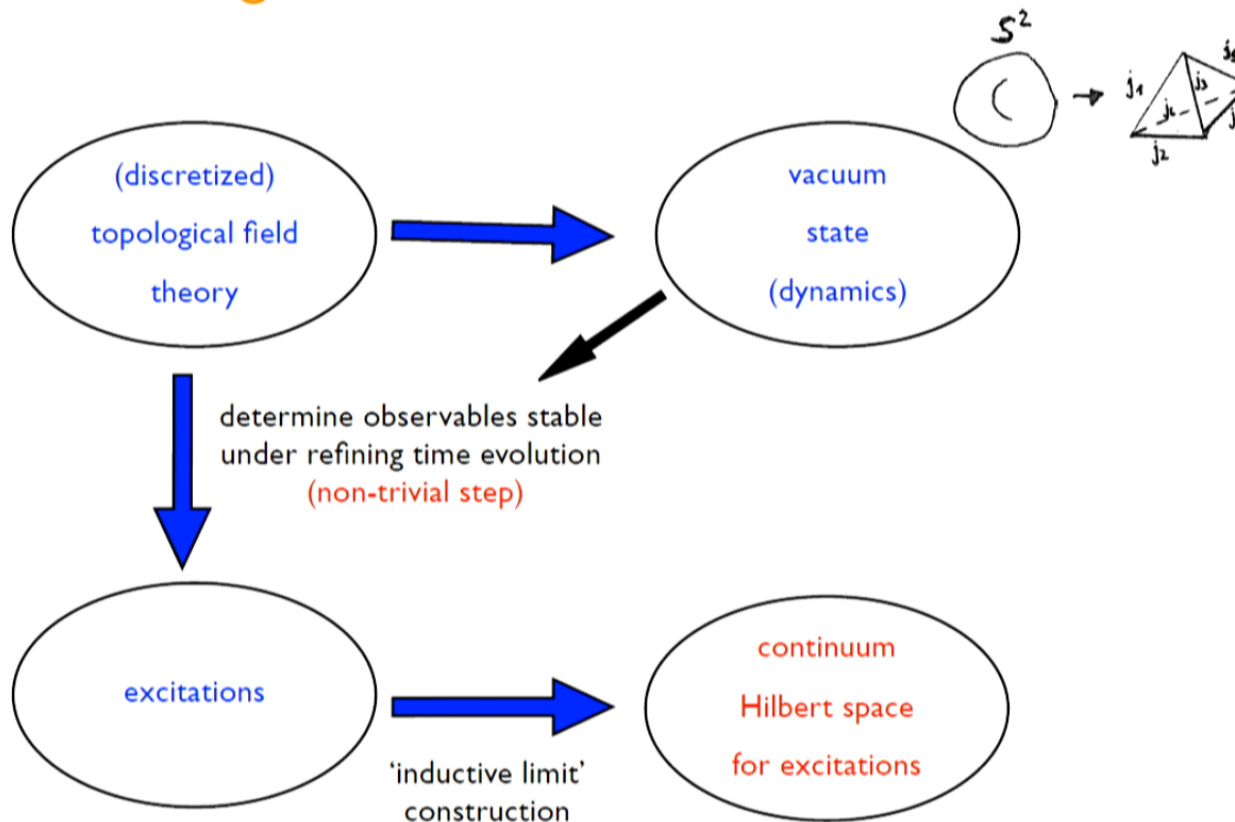 S²
j₁
j₃
j₂
(discretized)
topological field
theory
vacuum
state
(dynamics)
determine observables stable
under refining time evolution
(non-trivial step)
excitations
'inductive limit'
construction
continuum
Hilbert space
for excitations